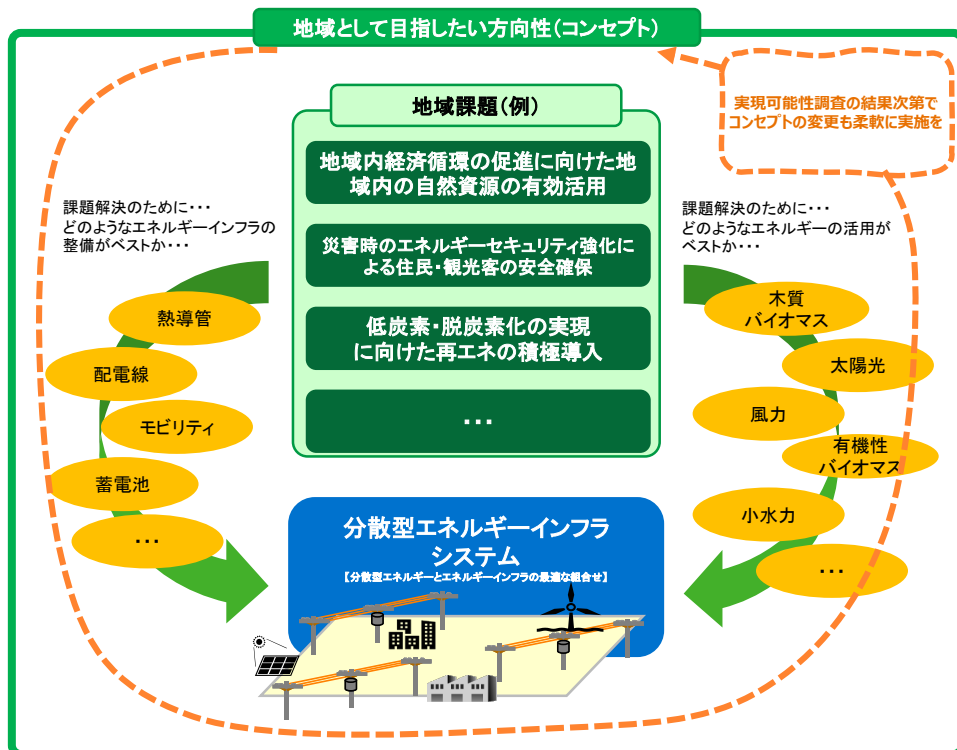 地域として目指したい方向性（コンセプト）
実現可能性調査の結果次第で
コンセプトの変更も柔軟に実施を
地域課題（例）
地域内経済循環の促進に向けた地
域内の自然資源の有効活用
災害時のエネルギーセキュリティ強化に
よる住民・観光客の安全確保
低炭素・脱炭素化の実現
に向けた再エネの積極導入
・・・
課題解決のために・・・
どのようなエネルギーインフラの
整備がベストか・・・
熱導管
配電線
モビリティ
蓄電池
・・・
課題解決のために・・・
どのようなエネルギーの活用が
ベストか・・・
木質
バイオマス
太陽光
風力
有機性
バイオマス
小水力
・・・
分散型エネルギーインフラ
システム
【分散型エネルギーとエネルギーインフラの最適な組合せ】